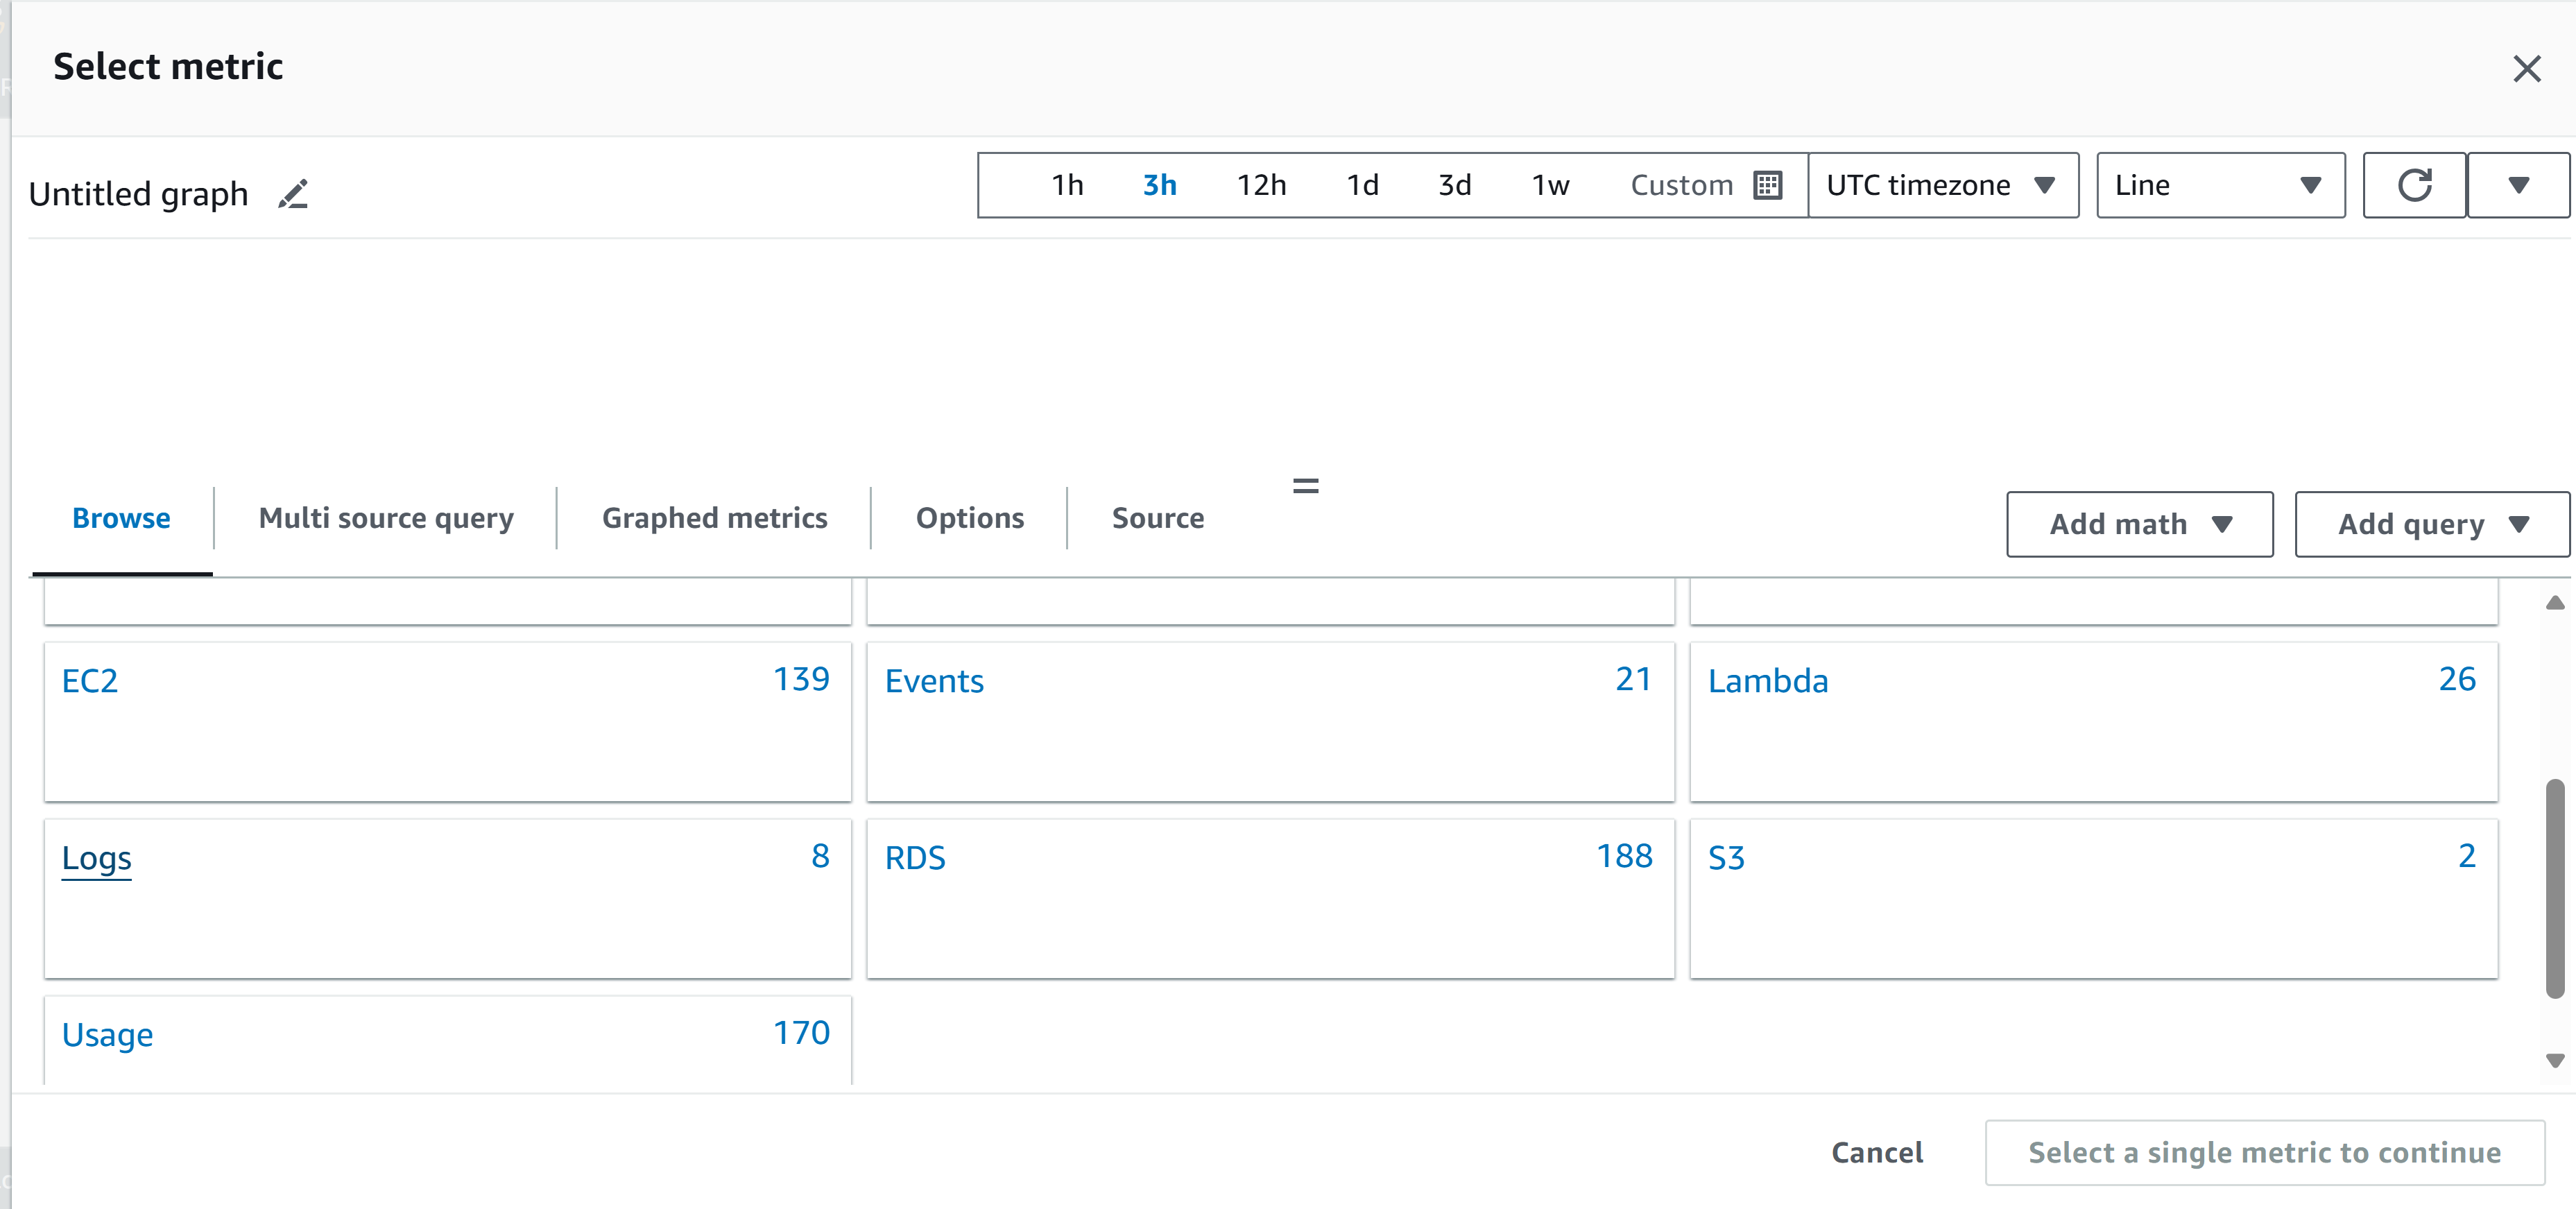 Select metric
Untitled graph
1h 3h 12h 1d 3d 1w Custom UTC timezone Line
Browse Multi source query Graphed metrics Options Source Add math Add query
EC2 139 Events 21 Lambda 26
Logs 8 RDS 188 S3 2
Usage 170
Cancel Select a single metric to continue